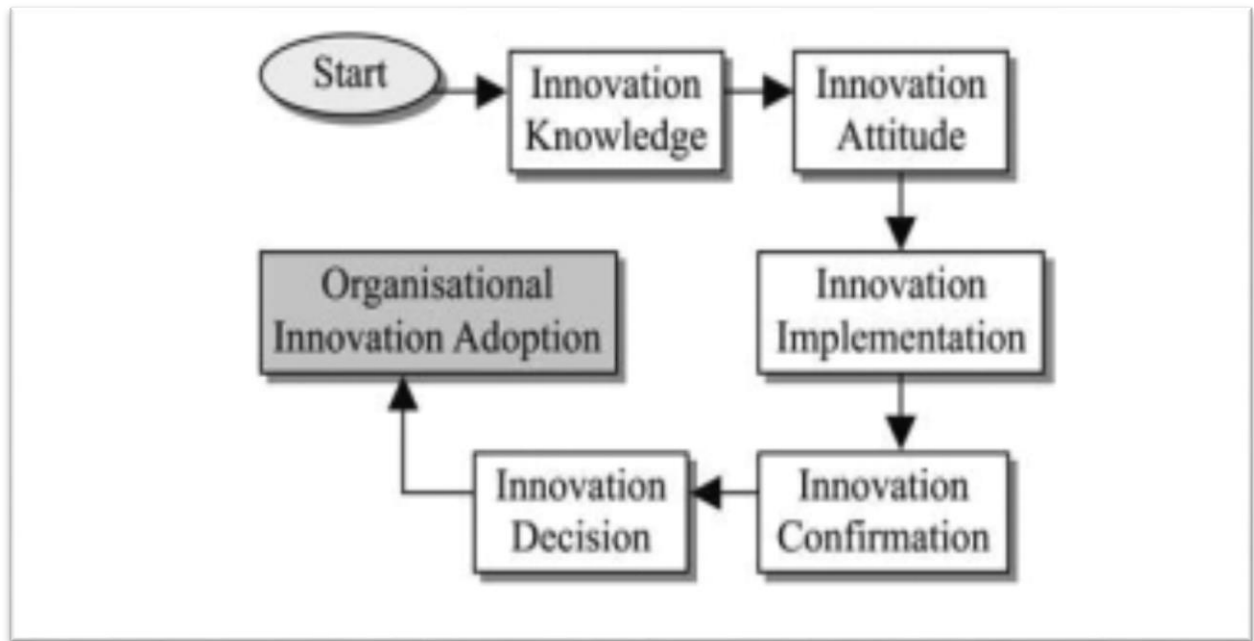 Start
Innovation
Knowledge
Innovation
Attitude
Innovation
Implementation
Innovation
Confirmation
Innovation
Decision
Organisational
Innovation Adoption